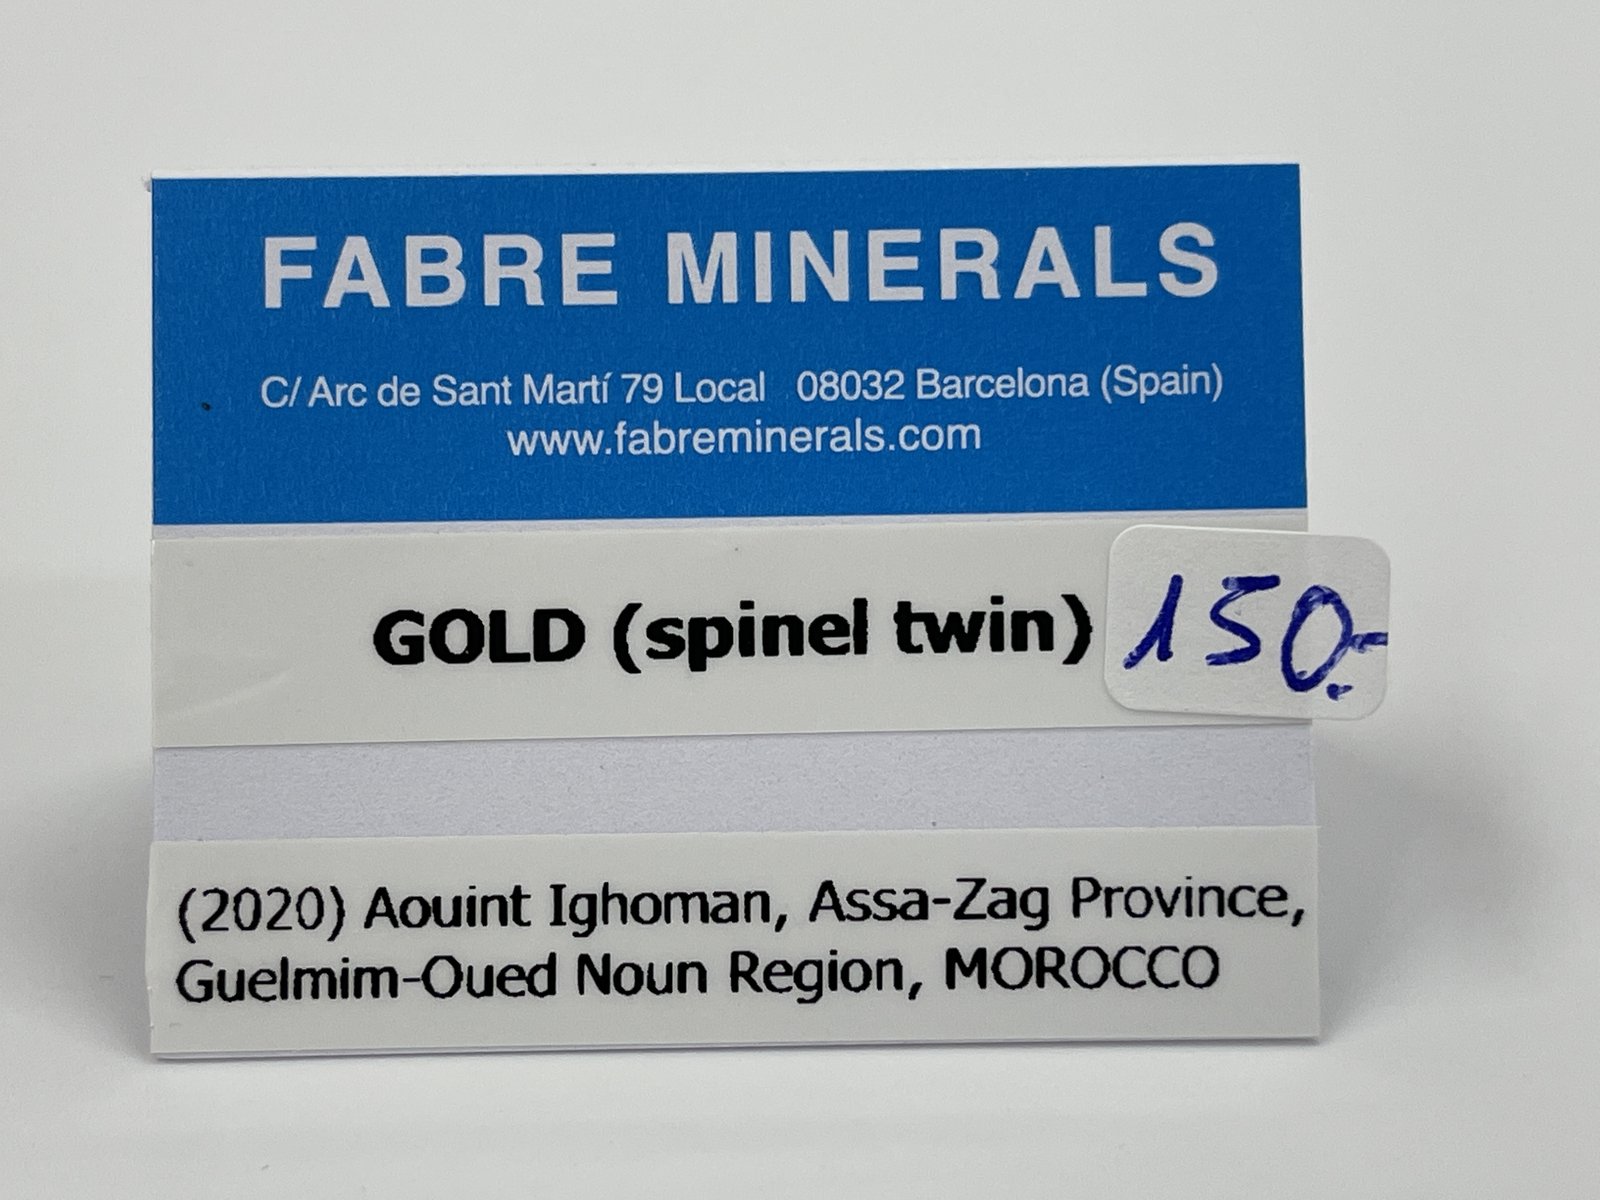 FABRE MINERALS
C/ Arc de Sant Martí 79 Local 08032 Barcelona (Spain)
www.fabreminerals.com
GOLD (spinel twin) 150.-
(2020) Aouint Ighoman, Assa-Zag Province,
Guelmim-Oued Noun Region, MOROCCO